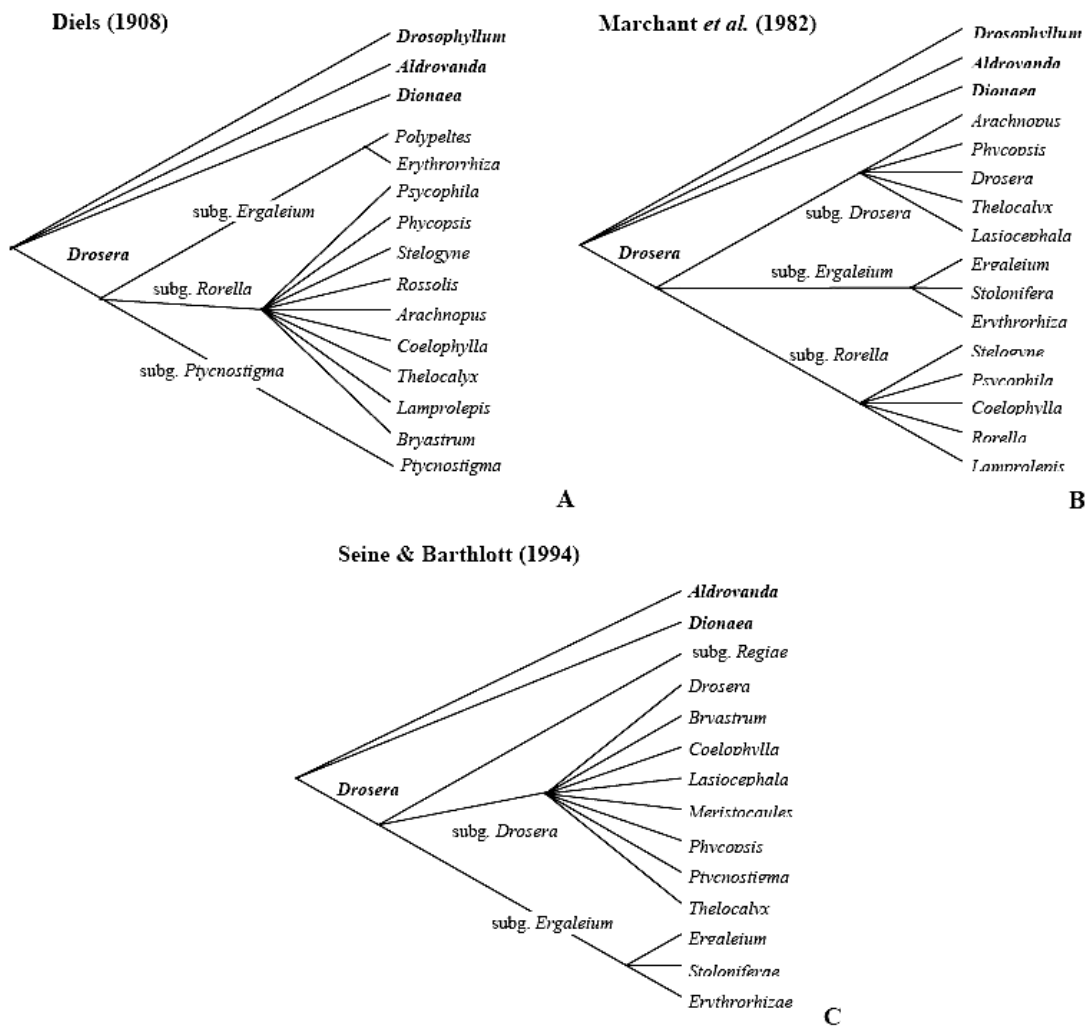 Diels (1908)
Drosophyllum
Aldrovanda
Dionaea
Polypeltes
Erythrorrhiza
Psycophila
subg. Ergaleium
Phycopsis
Stelogyne
Drosera
Rossolis
subg. Rorella
Arachnopus
Coelophylla
subg. Ptycnostigma
Thelocalyx
Lamprolepis
Bryastrum
Ptycnostigma
A
Marchant et al. (1982)
Drosophyllum
Aldrovanda
Dionaea
Arachnopus
Phycopsis
Drosera
Thelocalyx
subg. Drosera
Lasiocephala
Drosera
Ergaleium
subg. Ergaleium
Stolonifera
Erythrorhiza
Stelogyne
subg. Rorella
Psycophila
Coelophylla
Rorella
Lamprolepis
B
Seine & Barthlott (1994)
Aldrovanda
Dionaea
subg. Regiae
Drosera
Bryastrum
Coelophylla
Lasiocephala
Drosera
Meristocaules
subg. Drosera
Phycopsis
Ptycnostigma
Thelocalyx
subg. Ergaleium
Ergaleium
Stoloniferae
Erythrorhizae
C